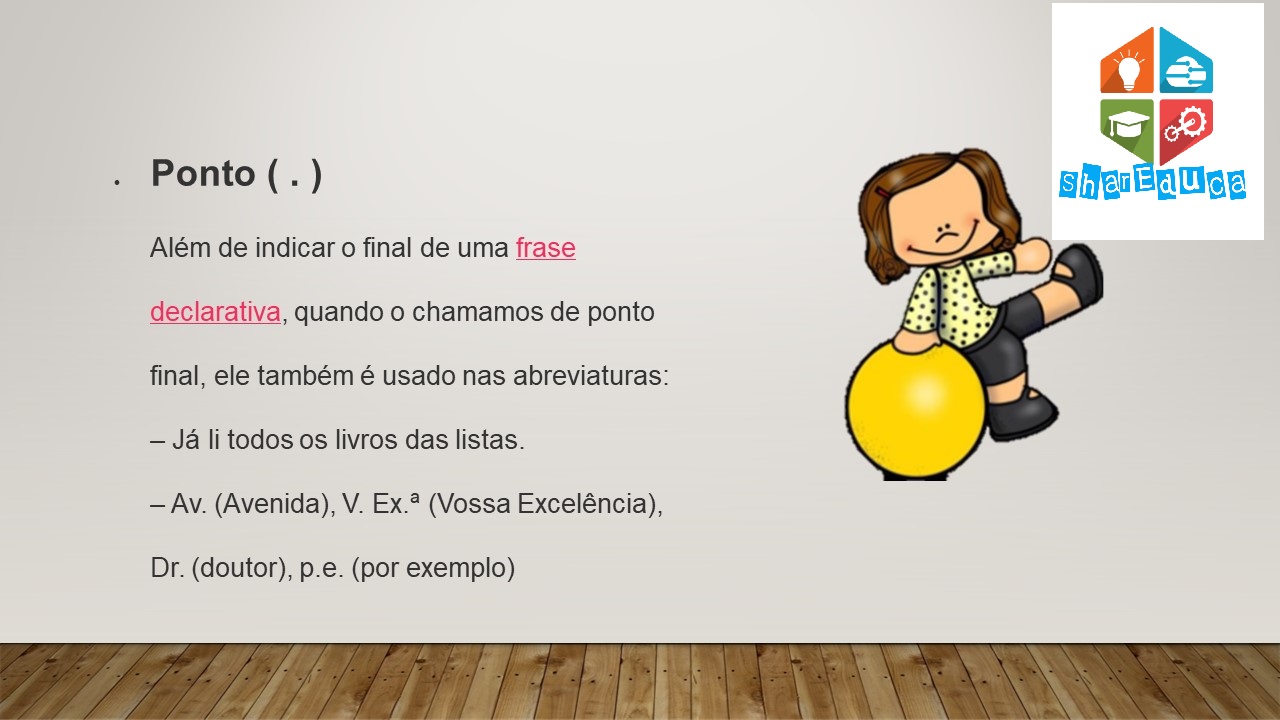 SharEduca
• Ponto ( . )
Além de indicar o final de uma frase
declarativa, quando o chamamos de ponto
final, ele também é usado nas abreviaturas:
– Já li todos os livros das listas.
– Av. (Avenida), V. Ex.ª (Vossa Excelência),
Dr. (doutor), p.e. (por exemplo)